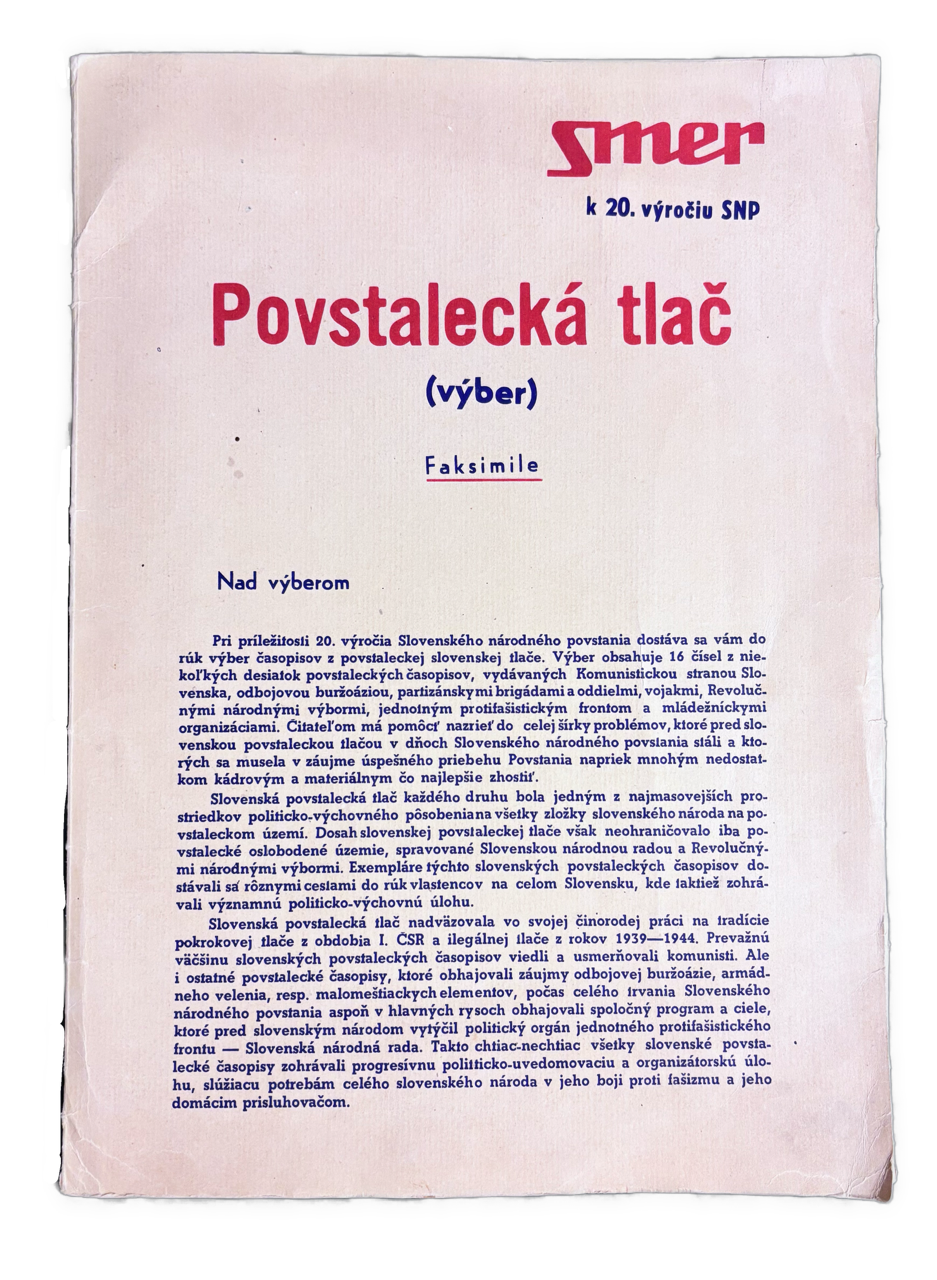 smer
k 20. výročiu SNP
Povstalecká tlač
(výber)
Faksimile
Nad výberom
Pri príležitosti 20. výročia Slovenského národného povstania dostáva sa vám do
rúk výber časopisov z povstaleckej slovenskej tlače. Výber obsahuje 16 čísel z nie-
koľkých desiatok povstaleckých časopisov, vydávaných Komunistickou stranou Slo-
venska, odbojovou buržoáziou, partizánskymi brigádami a oddielmi, vojakmi, Revoluč-
nými národnými výbormi, jednotným protifašistickým frontom a mládežníckymi
organizáciami. Čitateľom má pomôcť nazrieť do celej šírky problémov, ktoré pred slo-
venskou povstaleckou tlačou v dňoch Slovenského národného povstania stáli a kto-
rých sa musela v záujme úspešného priebehu Povstania napriek mnohým nedostat-
kom kádrovým a materiálnym čo najlepšie zhostiť.
Slovenská povstalecká tlač každého druhu bola jedným z najmasovejších pro-
striedkov politicko-výchovného pôsobenia na všetky zložky slovenského národa na po-
vstaleckom území. Dosah slovenskej povstaleckej tlače však neohraničovalo iba po-
vstalecké oslobodené územie, spravované Slovenskou národnou radou a Revolučný-
mi národnými výbormi. Exempláre týchto slovenských povstaleckých časopisov do-
stávali sa rôznymi cestami do rúk vlastencov na celom Slovensku, kde taktiež zohrá-
vali významnú politicko-výchovnú úlohu.
Slovenská povstalecká tlač nadväzovala vo svojej činorodej práci na tradície
pokrokovej tlače z obdobia I. ČSR a ilegálnej tlače z rokov 1939—1944. Prevažnú
väčšinu slovenských povstaleckých časopisov viedli a usmerňovali komunisti. Ale
i ostatné povstalecké časopisy, ktoré obhajovali záujmy odbojovej buržoázie, armád-
neho velenia, resp. malomeštiackych elementov, počas celého trvania Slovenského
národného povstania aspoň v hlavných rysoch obhajovali spoločný program a ciele,
ktoré pred slovenským národom vytýčil politický orgán jednotného protifašistického
frontu — Slovenská národná rada. Takto chtiac-nechtiac všetky slovenské povsta-
lecké časopisy zohrávali progresívnu politicko-uvedomovaciu a organizátorskú úlo-
hu, slúžiacu potrebám celého slovenského národa v jeho boji proti fašizmu a jeho
domácim prisluhovačom.